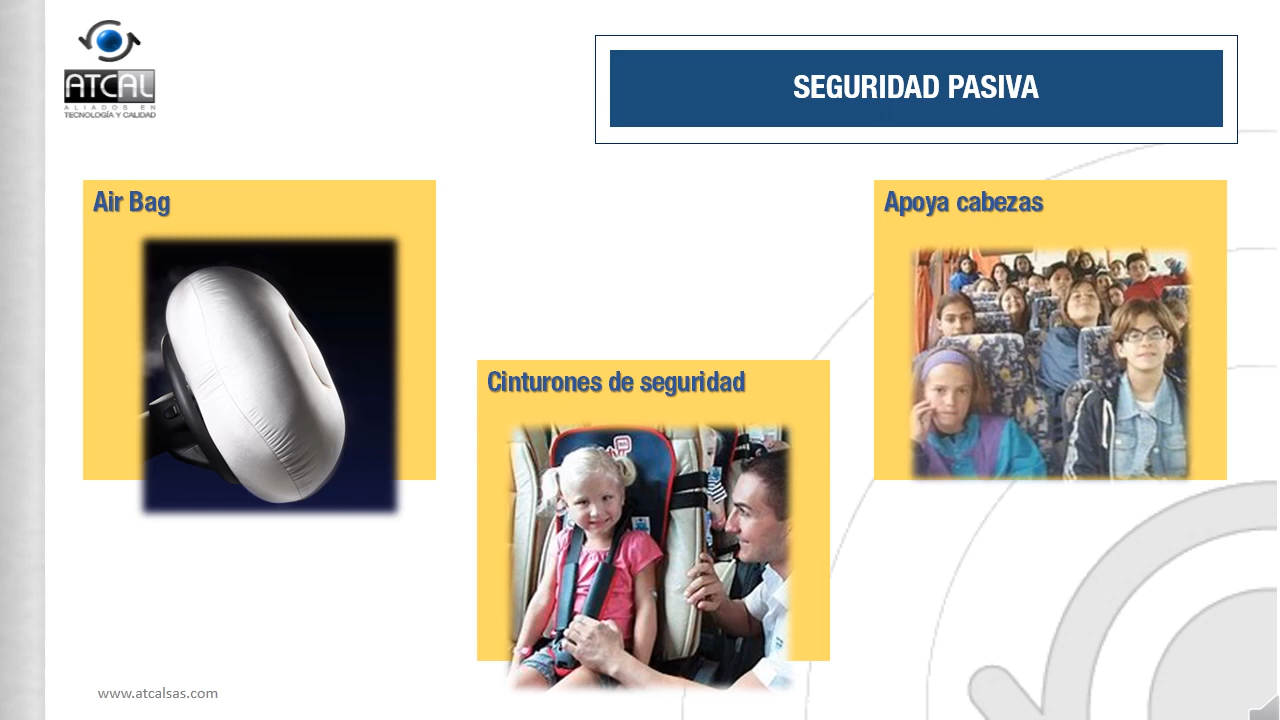 ATCAL
ALIADOS EN
TECNOLOGÍA Y CALIDAD
SEGURIDAD PASIVA
Air Bag
Apoya cabezas
Cinturones de seguridad
www.atcalsas.com